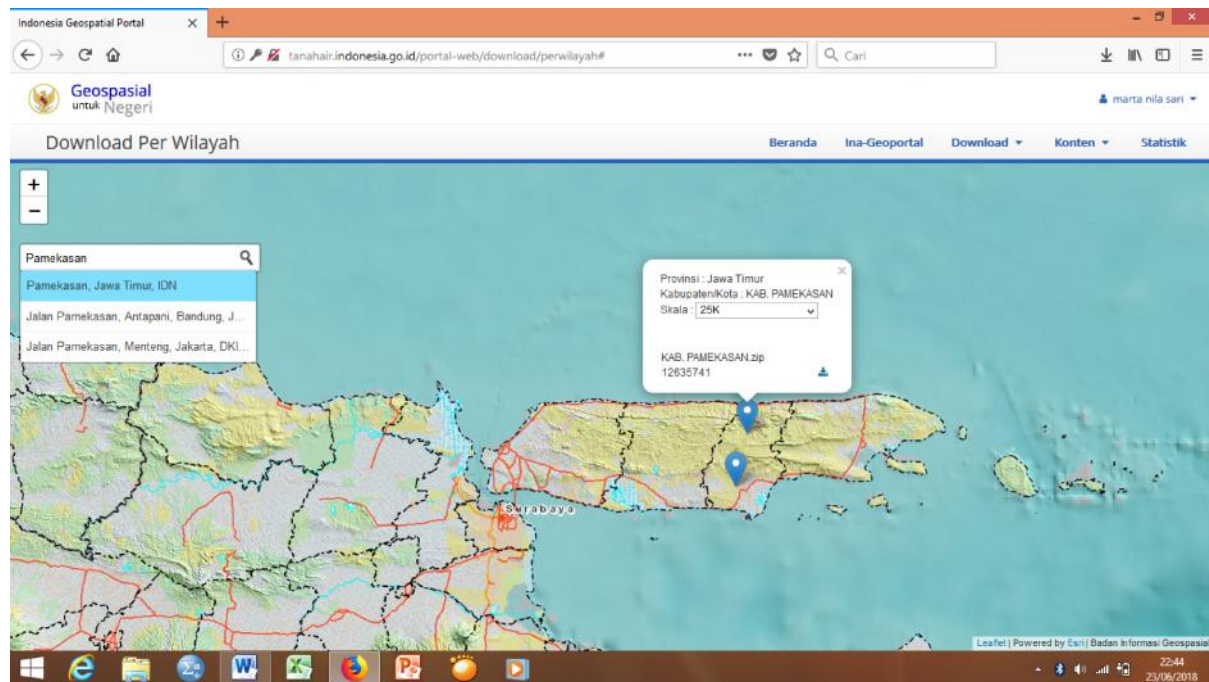 Indonesia Geospatial Portal
tanahair.indonesia.go.id/portal-web/download/perwilayah#
Cari
Geospasial
untuk Negeri
marta nila sari
Download Per Wilayah
Beranda
Ina-Geoportal
Download
Konten
Statistik
+
−
Pamekasan
Pamekasan, Jawa Timur, IDN
Jalan Pamekasan, Antapani, Bandung, J...
Jalan Pamekasan, Menteng, Jakarta, DKI...
Provinsi : Jawa Timur
Kabupaten/Kota : KAB. PAMEKASAN
Skala : 25K
KAB. PAMEKASAN.zip
12635741
Surabaya
Leaflet | Powered by Esri | Badan Informasi Geospasial
22:44
23/06/2018